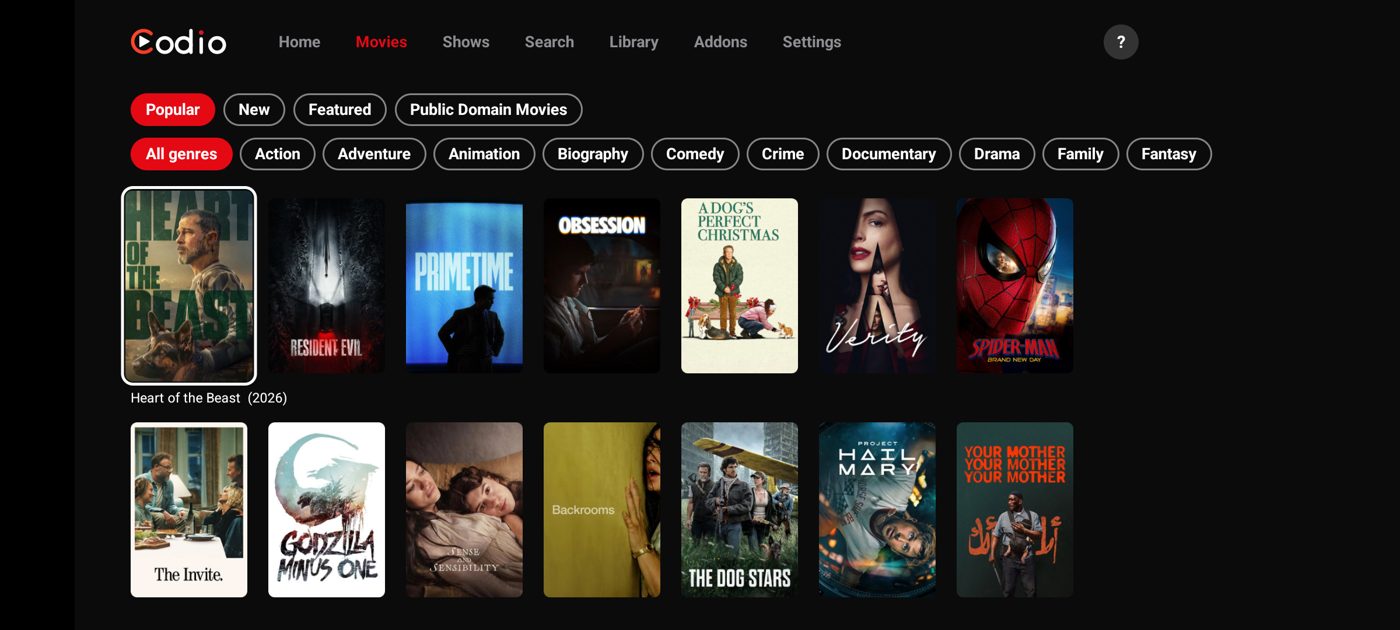 Codio
Home
Movies
Shows
Search
Library
Addons
Settings
?
Popular
New
Featured
Public Domain Movies
All genres
Action
Adventure
Animation
Biography
Comedy
Crime
Documentary
Drama
Family
Fantasy
HEART
OF
THE
BEAST
RESIDENT EVIL
PRIMETIME
OBSESSION
A DOG'S
PERFECT
CHRISTMAS
Verity
SPIDER-MAN
BRAND NEW DAY
Heart of the Beast (2026)
The Invite.
GODZILLA
MINUS ONE
SENSE
AND
SENSIBILITY
Backrooms
THE DOG STARS
PROJECT
HAIL
MARY
YOUR MOTHER
YOUR MOTHER
YOUR MOTHER
أمك أمك